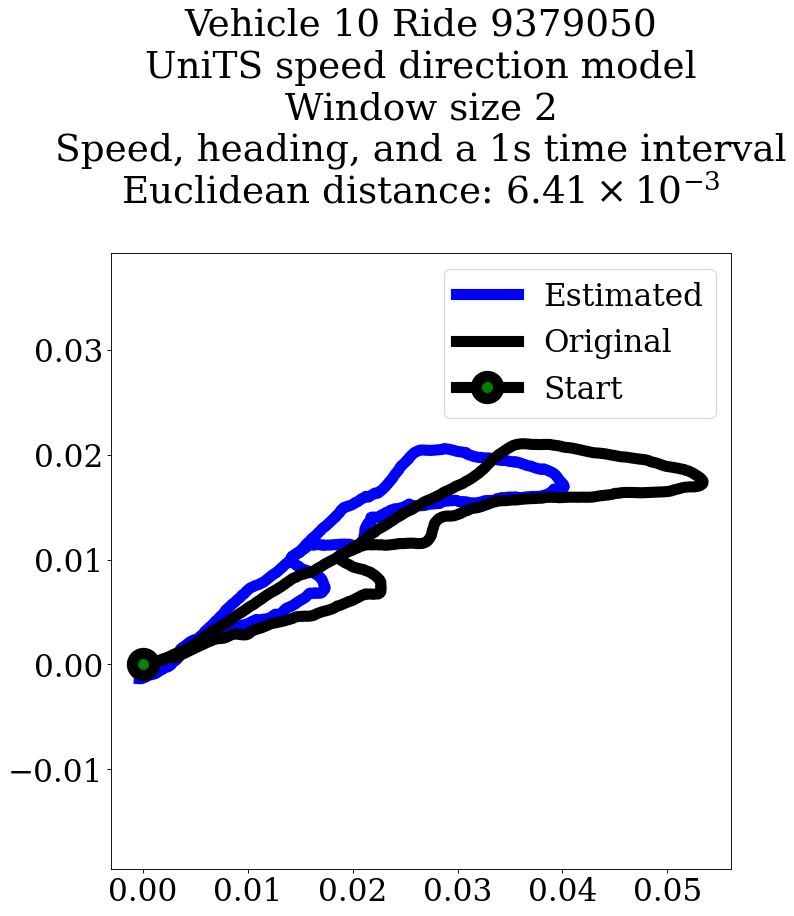 Vehicle 10 Ride 9379050
UniTS speed direction model
Window size 2
Speed, heading, and a 1s time interval
Euclidean distance: 6.41 × 10⁻³
Estimated
Original
Start
0.03
0.02
0.01
0.00
−0.01
0.00 0.01 0.02 0.03 0.04 0.05